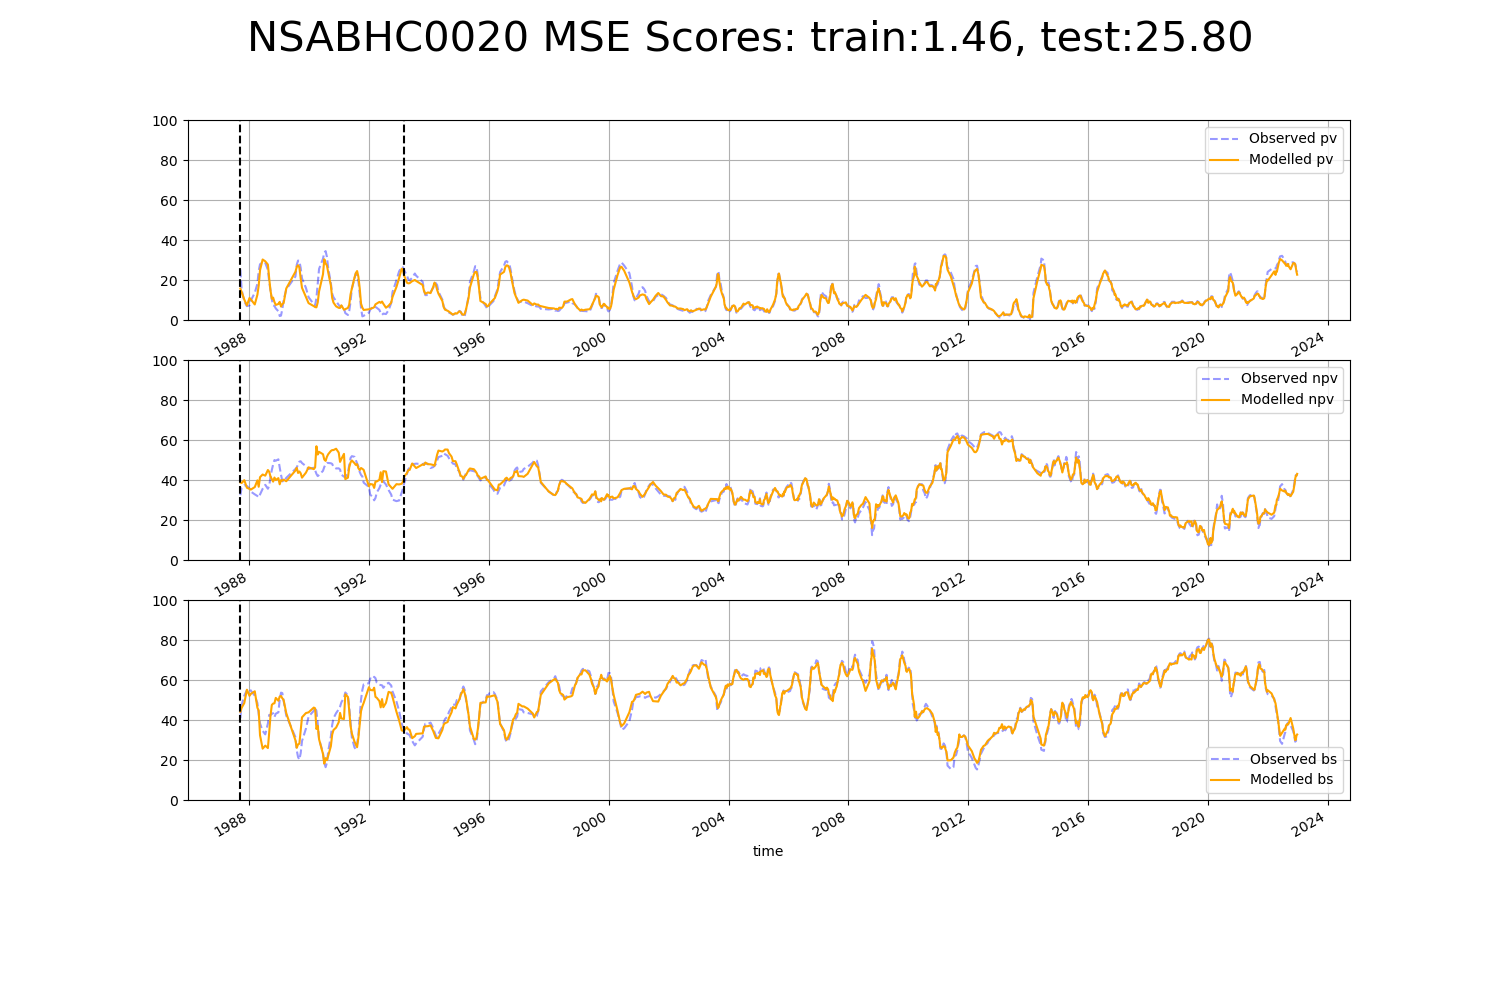 NSABHC0020 MSE Scores: train:1.46, test:25.80
100
80
60
40
20
0
Observed pv
Modelled pv
1988 1992 1996 2000 2004 2008 2012 2016 2020 2024
100
80
60
40
20
0
Observed npv
Modelled npv
1988 1992 1996 2000 2004 2008 2012 2016 2020 2024
100
80
60
40
20
0
Observed bs
Modelled bs
1988 1992 1996 2000 2004 2008 2012 2016 2020 2024
time